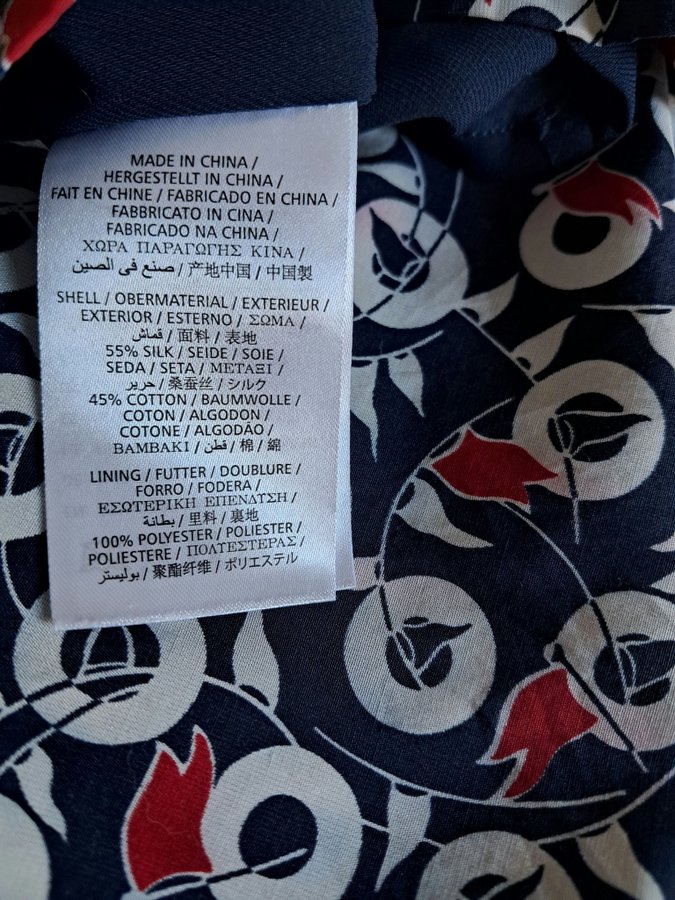 MADE IN CHINA /
HERGESTELLT IN CHINA /
FAIT EN CHINE / FABRICADO EN CHINA /
FABBRICATO IN CINA /
FABRICADO NA CHINA /
ΧΩΡΑ ΠΑΡΑΓΩΓΗΣ ΚΙΝΑ /
صنع في الصين / 产地中国 / 中国製
SHELL / OBERMATERIAL / EXTERIEUR /
EXTERIOR / ESTERNO / ΣΩΜΑ /
قماش / 面料 / 表地
55% SILK / SEIDE / SOIE /
SEDA / SETA / ΜΕΤΑΞΙ /
حرير / 桑蚕丝 / シルク
45% COTTON / BAUMWOLLE /
COTON / ALGODON /
COTONE / ALGODÃO /
ΒΑΜΒΑΚΙ / قطن / 棉 / 綿
LINING / FUTTER / DOUBLURE /
FORRO / FODERA /
ΕΣΩΤΕΡΙΚΗ ΕΠΕΝΔΥΣΗ /
بطانة / 里料 / 裏地
100% POLYESTER / POLIESTER /
POLIESTERE / ΠΟΛΥΕΣΤΕΡΑΣ /
بوليستر / 聚酯纤维 / ポリエステル